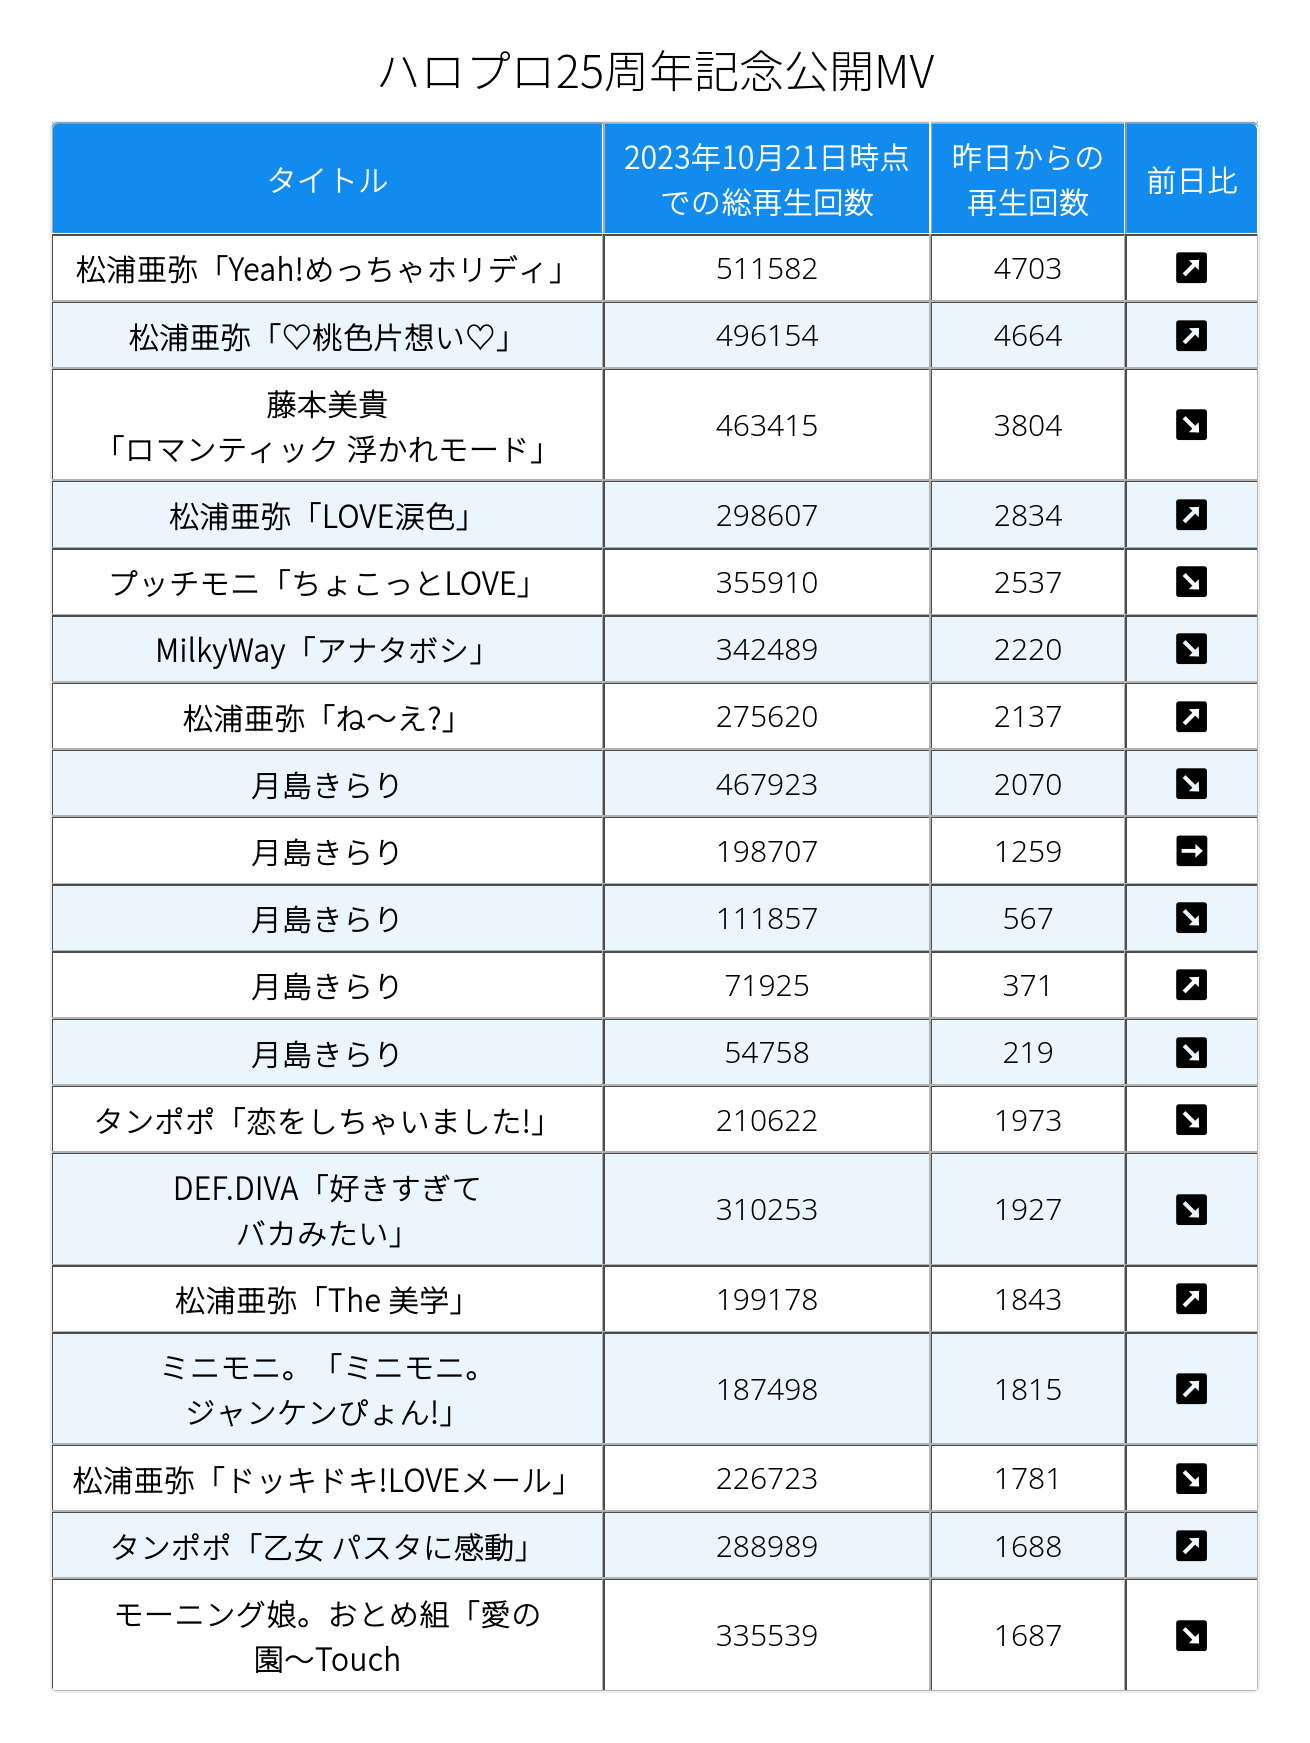 ハロプロ25周年記念公開MV
タイトル
2023年10月21日時点
での総再生回数
昨日からの
再生回数
前日比
松浦亜弥「Yeah!めっちゃホリディ」 511582 4703 ↗
松浦亜弥「♡桃色片想い♡」 496154 4664 ↗
藤本美貴
「ロマンティック 浮かれモード」 463415 3804 ↘
松浦亜弥「LOVE涙色」 298607 2834 ↗
プッチモニ「ちょこっとLOVE」 355910 2537 ↘
MilkyWay「アナタボシ」 342489 2220 ↘
松浦亜弥「ね～え?」 275620 2137 ↗
月島きらり 467923 2070 ↘
月島きらり 198707 1259 →
月島きらり 111857 567 ↘
月島きらり 71925 371 ↗
月島きらり 54758 219 ↘
タンポポ「恋をしちゃいました!」 210622 1973 ↘
DEF.DIVA「好きすぎて
バカみたい」 310253 1927 ↘
松浦亜弥「The 美学」 199178 1843 ↗
ミニモニ。「ミニモニ。
ジャンケンぴょん!」 187498 1815 ↗
松浦亜弥「ドッキドキ!LOVEメール」 226723 1781 ↘
タンポポ「乙女 パスタに感動」 288989 1688 ↗
モーニング娘。おとめ組「愛の
園～Touch 335539 1687 ↘